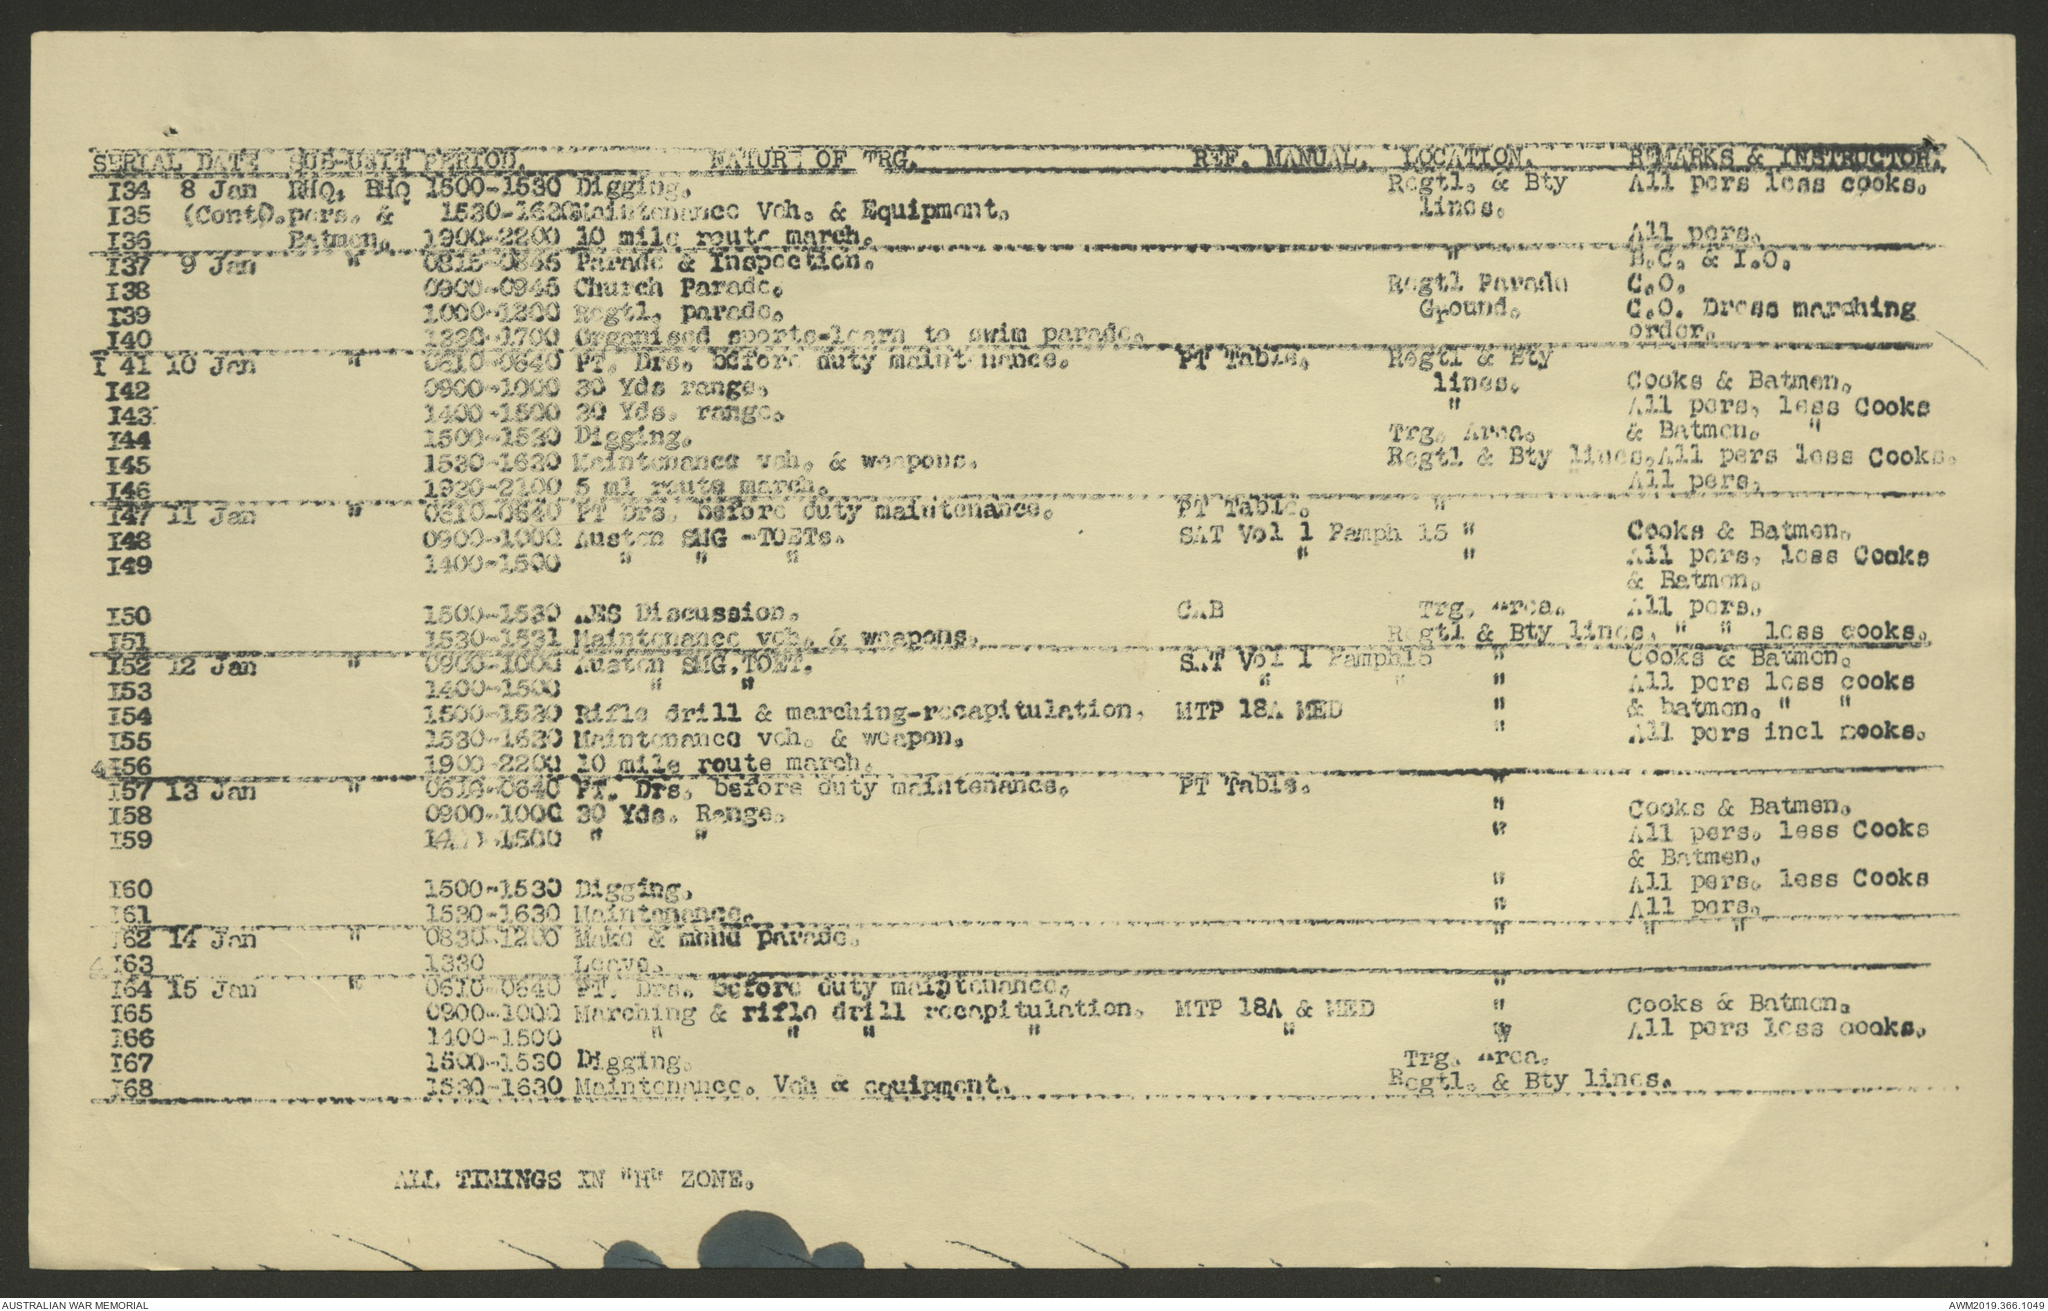 SERIAL DATE SUB-UNIT PERIOD. NATURE OF TRG. REF. MANUAL. LOCATION. REMARKS & INSTRUCTOR.
I34 8 Jan RHQ, BHQ 1500-1530 Digging. Regtl. & Bty All pers less cooks.
I35 (Cont). pers. & 1530-1630 Maintenance Veh. & Equipment. lines.
I36 Batmen. 1900-2200 10 mile route march. All pers.
I37 9 Jan " 0815-0845 Parade & Inspection. " B.C. & I.O.
I38 0900-0945 Church Parade. Regtl Parade C.O.
I39 1000-1200 Regtl. parade. Ground. C.O. Dress marching
I40 1330-1700 Organised sports-learn to swim parade. order.
I 41 10 Jan " 0610-0640 PT. Drs. before duty maintenance. PT Table. Regtl & Bty
I42 0900-1000 30 Yds range. lines. Cooks & Batmen.
I43 1400-1500 30 Yds. range. " All pers, less Cooks
I44 1500-1530 Digging. Trg. Area. & Batmen. "
I45 1530-1630 Maintenance veh. & weapons. Regtl & Bty lines. All pers less Cooks.
I46 1930-2100 5 ml route march. All pers.
I47 11 Jan " 0610-0640 PT Drs. before duty maintenance. PT Table. "
I48 0900-1000 Austen SMG -TOETs. SAT Vol 1 Pamph 15 " Cooks & Batmen.
I49 1400-1500 " " " " " All pers. less Cooks
& Batmen.
I50 1500-1530 AES Discussion. CAB Trg. Area. All pers.
I51 1530-1531 Maintenance veh. & weapons. Regtl & Bty lines. " " less cooks.
I52 12 Jan " 0900-1000 Austen SMG.TOET. SAT Vol 1 Pamph15 " Cooks & Batmen.
I53 1400-1500 " " " " " All pers less cooks
I54 1500-1530 Rifle drill & marching-recapitulation. MTP 18A MED " & batmen. " "
I55 1530-1630 Maintenance veh. & weapon. " All pers incl cooks.
I56 1900-2200 10 mile route march.
I57 13 Jan " 0610-0640 PT. Drs. before duty maintenance. PT Table. "
I58 0900-1000 30 Yds. Range. " Cooks & Batmen.
I59 1400-1500 " " " All pers. less Cooks
& Batmen.
I60 1500-1530 Digging. " All pers. less Cooks
I61 1530-1630 Maintenance. " All pers.
I62 14 Jan " 0830-1200 Make & mend parade. " " "
I63 1330 Leave.
I64 15 Jan " 0610-0640 PT. Drs. before duty maintenance. "
I65 0900-1000 Marching & rifle drill recapitulation. MTP 18A & MED " Cooks & Batmen.
I66 1400-1500 " " " " " " All pers less cooks.
I67 1500-1530 Digging. Trg. Area.
I68 1530-1630 Maintenance. Veh & equipment. Regtl. & Bty lines.
ALL TIMINGS IN "H" ZONE.
AUSTRALIAN WAR MEMORIAL AWM2019.366.1049